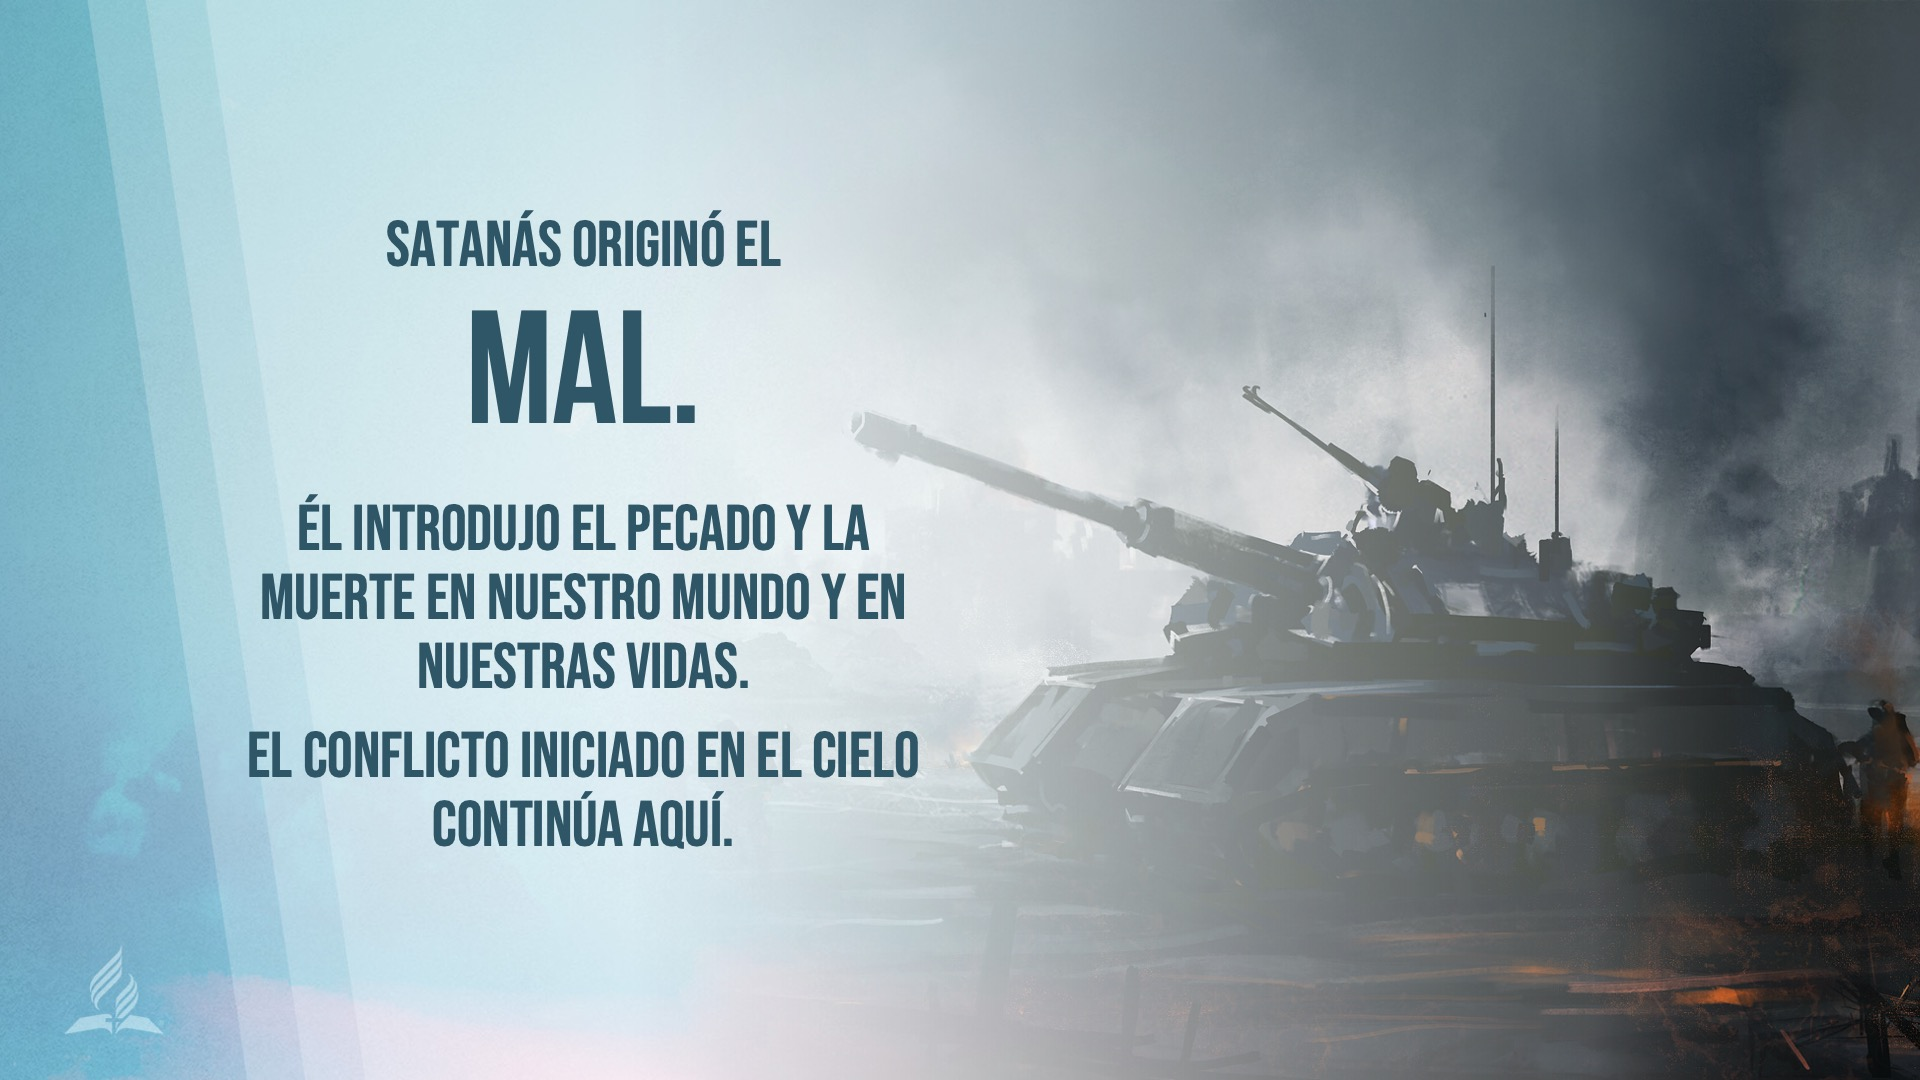 SATANÁS ORIGINÓ EL
MAL.
ÉL INTRODUJO EL PECADO Y LA
MUERTE EN NUESTRO MUNDO Y EN
NUESTRAS VIDAS.
EL CONFLICTO INICIADO EN EL CIELO
CONTINÚA AQUÍ.